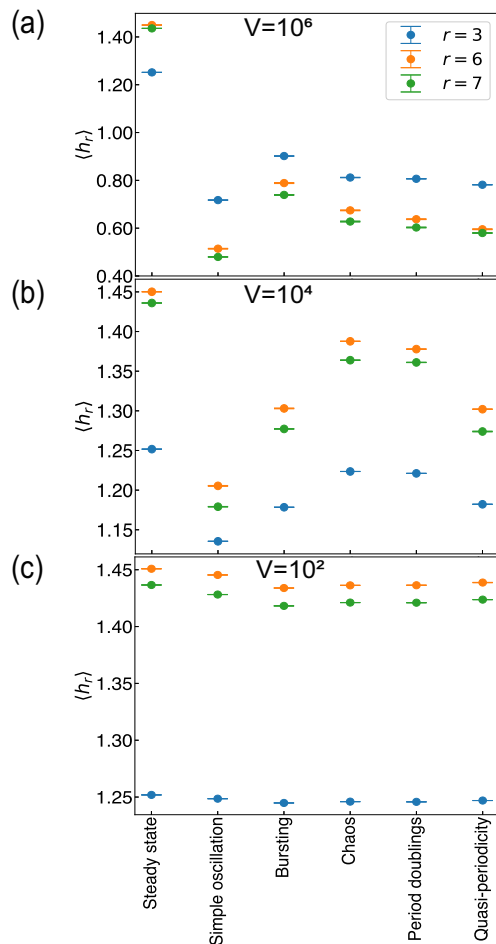 (a)
V=10⁶
r = 3
r = 6
r = 7
⟨hᵣ⟩
1.40
1.20
1.00
0.80
0.60
0.40
(b)
V=10⁴
⟨hᵣ⟩
1.45
1.40
1.35
1.30
1.25
1.20
1.15
(c)
V=10²
⟨hᵣ⟩
1.45
1.40
1.35
1.30
1.25
Steady state
Simple oscillation
Bursting
Chaos
Period doublings
Quasi-periodicity